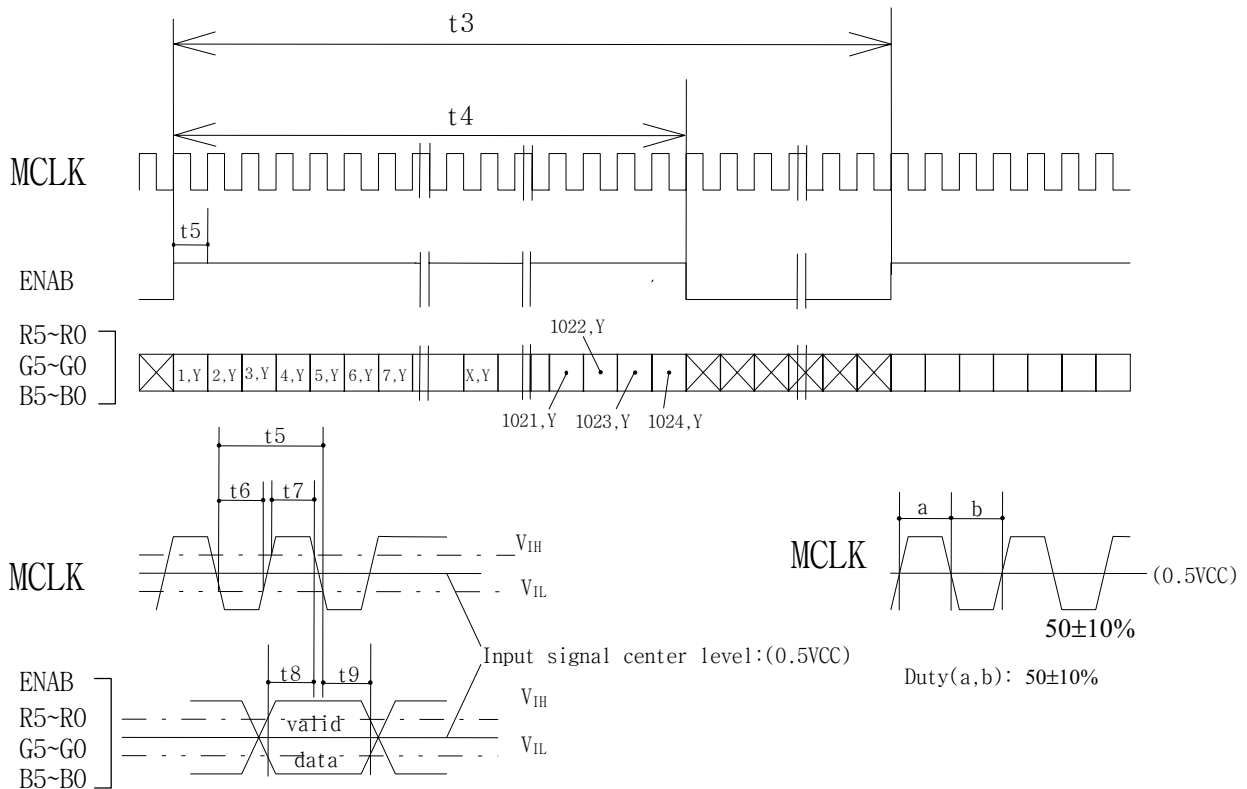 t3
t4
MCLK
t5
ENAB
R5~R0
G5~G0
B5~B0
1,Y 2,Y 3,Y 4,Y 5,Y 6,Y 7,Y X,Y
1022,Y
1021,Y 1023,Y 1024,Y
t5
t6 t7
MCLK
VIH
VIL
Input signal center level:(0.5VCC)
ENAB
R5~R0
G5~G0
B5~B0
t8 t9
valid
data
VIH
VIL
a b
MCLK
(0.5VCC)
50±10%
Duty(a,b): 50±10%